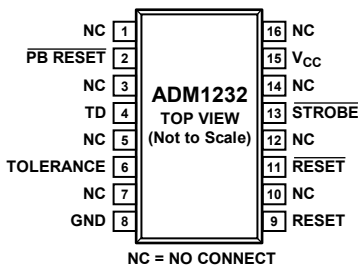 NC 1 16 NC
PB RESET 2 15 VCC
NC 3 14 NC
TD 4 13 STROBE
NC 5 12 NC
TOLERANCE 6 11 RESET
NC 7 10 NC
GND 8 9 RESET
ADM1232
TOP VIEW
(Not to Scale)
NC = NO CONNECT